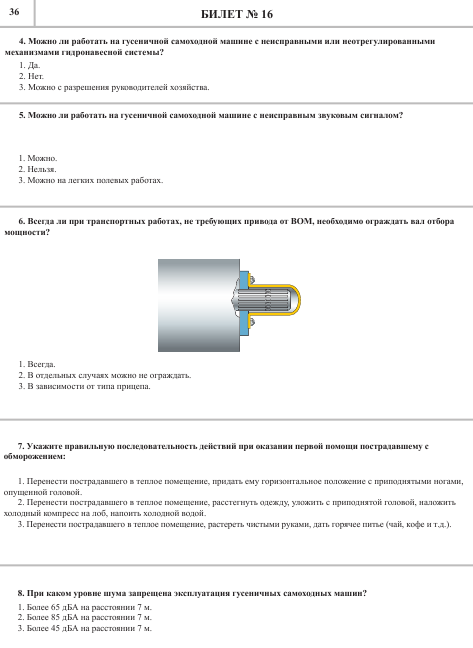 36
БИЛЕТ № 16
4. Можно ли работать на гусеничной самоходной машине с неисправными или неотрегулированными
механизмами гидронавесной системы?
1. Да.
2. Нет.
3. Можно с разрешения руководителей хозяйства.
5. Можно ли работать на гусеничной самоходной машине с неисправным звуковым сигналом?
1. Можно.
2. Нельзя.
3. Можно на легких полевых работах.
6. Всегда ли при транспортных работах, не требующих привода от ВОМ, необходимо ограждать вал отбора
мощности?
1. Всегда.
2. В отдельных случаях можно не ограждать.
3. В зависимости от типа прицепа.
7. Укажите правильную последовательность действий при оказании первой помощи пострадавшему с
обморожением:
1. Перенести пострадавшего в теплое помещение, придать ему горизонтальное положение с приподнятыми ногами,
опущенной головой.
2. Перенести пострадавшего в теплое помещение, расстегнуть одежду, уложить с приподнятой головой, наложить
холодный компресс на лоб, напоить холодной водой.
3. Перенести пострадавшего в теплое помещение, растереть чистыми руками, дать горячее питье (чай, кофе и т.д.).
8. При каком уровне шума запрещена эксплуатация гусеничных самоходных машин?
1. Более 65 дБА на расстоянии 7 м.
2. Более 85 дБА на расстоянии 7 м.
3. Более 45 дБА на расстоянии 7 м.